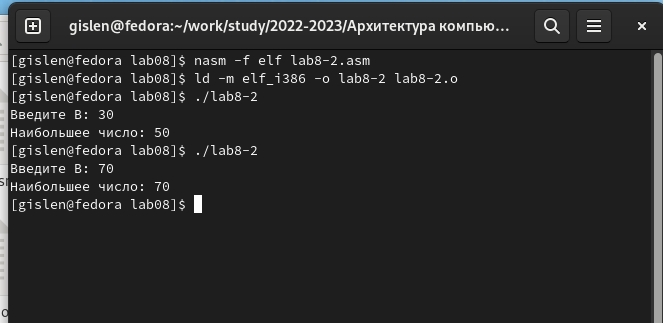 gislen@fedora:~/work/study/2022-2023/Архитектура компью...
[gislen@fedora lab08]$ nasm -f elf lab8-2.asm
[gislen@fedora lab08]$ ld -m elf_i386 -o lab8-2 lab8-2.o
[gislen@fedora lab08]$ ./lab8-2
Введите B: 30
Наибольшее число: 50
[gislen@fedora lab08]$ ./lab8-2
Введите B: 70
Наибольшее число: 70
[gislen@fedora lab08]$